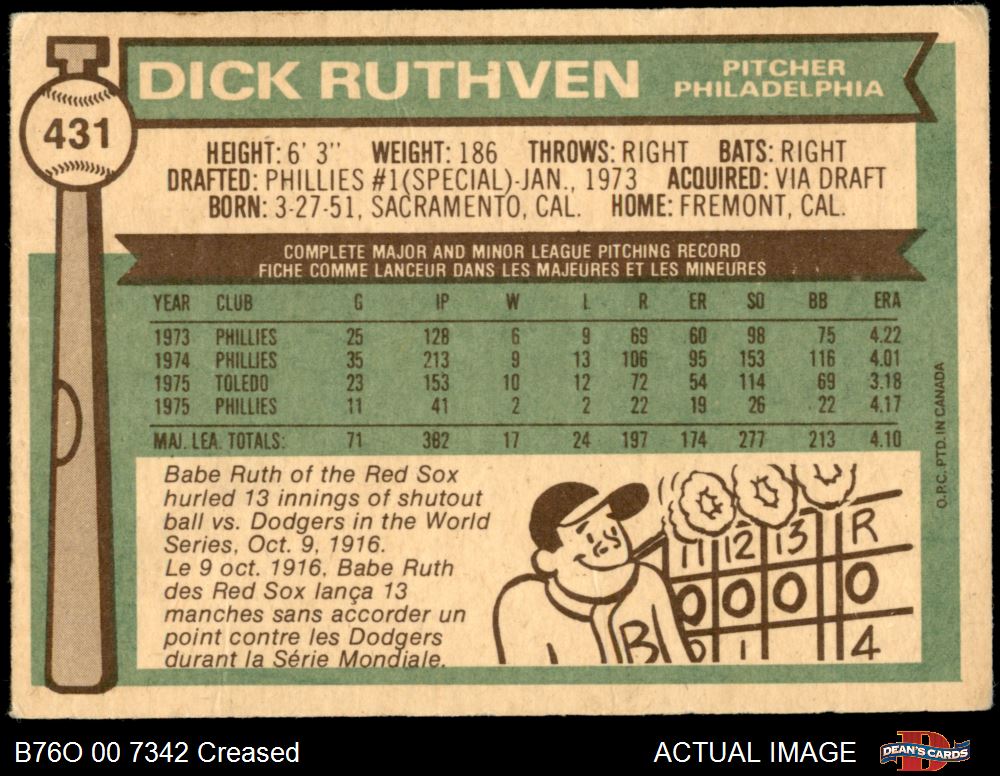 DICK RUTHVEN
PITCHER
PHILADELPHIA
431
HEIGHT: 6' 3" WEIGHT: 186 THROWS: RIGHT BATS: RIGHT
DRAFTED: PHILLIES #1(SPECIAL)-JAN., 1973 ACQUIRED: VIA DRAFT
BORN: 3-27-51, SACRAMENTO, CAL. HOME: FREMONT, CAL.
COMPLETE MAJOR AND MINOR LEAGUE PITCHING RECORD
FICHE COMME LANCEUR DANS LES MAJEURES ET LES MINEURES
YEAR CLUB G IP W L R ER SO BB ERA
1973 PHILLIES 25 128 6 9 69 60 98 75 4.22
1974 PHILLIES 35 213 9 13 106 95 153 116 4.01
1975 TOLEDO 23 153 10 12 72 54 114 69 3.18
1975 PHILLIES 11 41 2 2 22 19 26 22 4.17
MAJ. LEA. TOTALS: 71 382 17 24 197 174 277 213 4.10
Babe Ruth of the Red Sox
hurled 13 innings of shutout
ball vs. Dodgers in the World
Series, Oct. 9, 1916.
Le 9 oct. 1916, Babe Ruth
des Red Sox lança 13
manches sans accorder un
point contre les Dodgers
durant la Série Mondiale.
11 12 13 R
0 0 0 0
0 1 4
B
O.P.C. PTD. IN CANADA
B76O 00 7342 Creased
ACTUAL IMAGE
DEAN'S CARDS